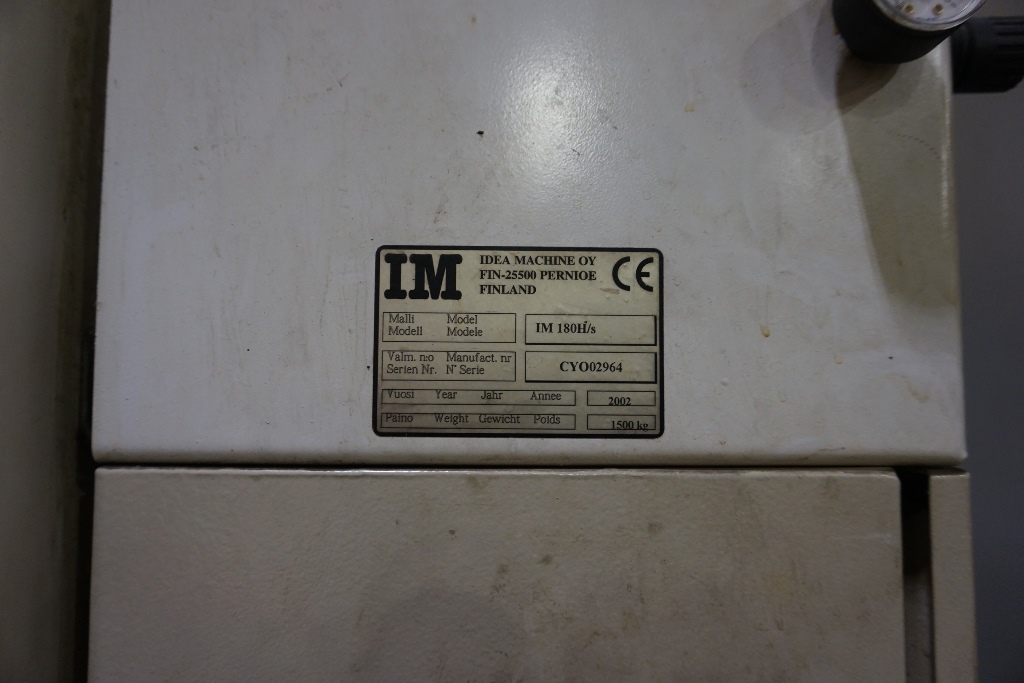 IM
IDEA MACHINE OY
FIN-25500 PERNIOE
FINLAND
CE
Malli Model
Modell Modele
IM 180H/s
Valm. n:o Manufact. nr
Serien Nr. N° Serie
CYO02964
Vuosi Year Jahr Annee
2002
Paino Weight Gewicht Poids
1500 kg